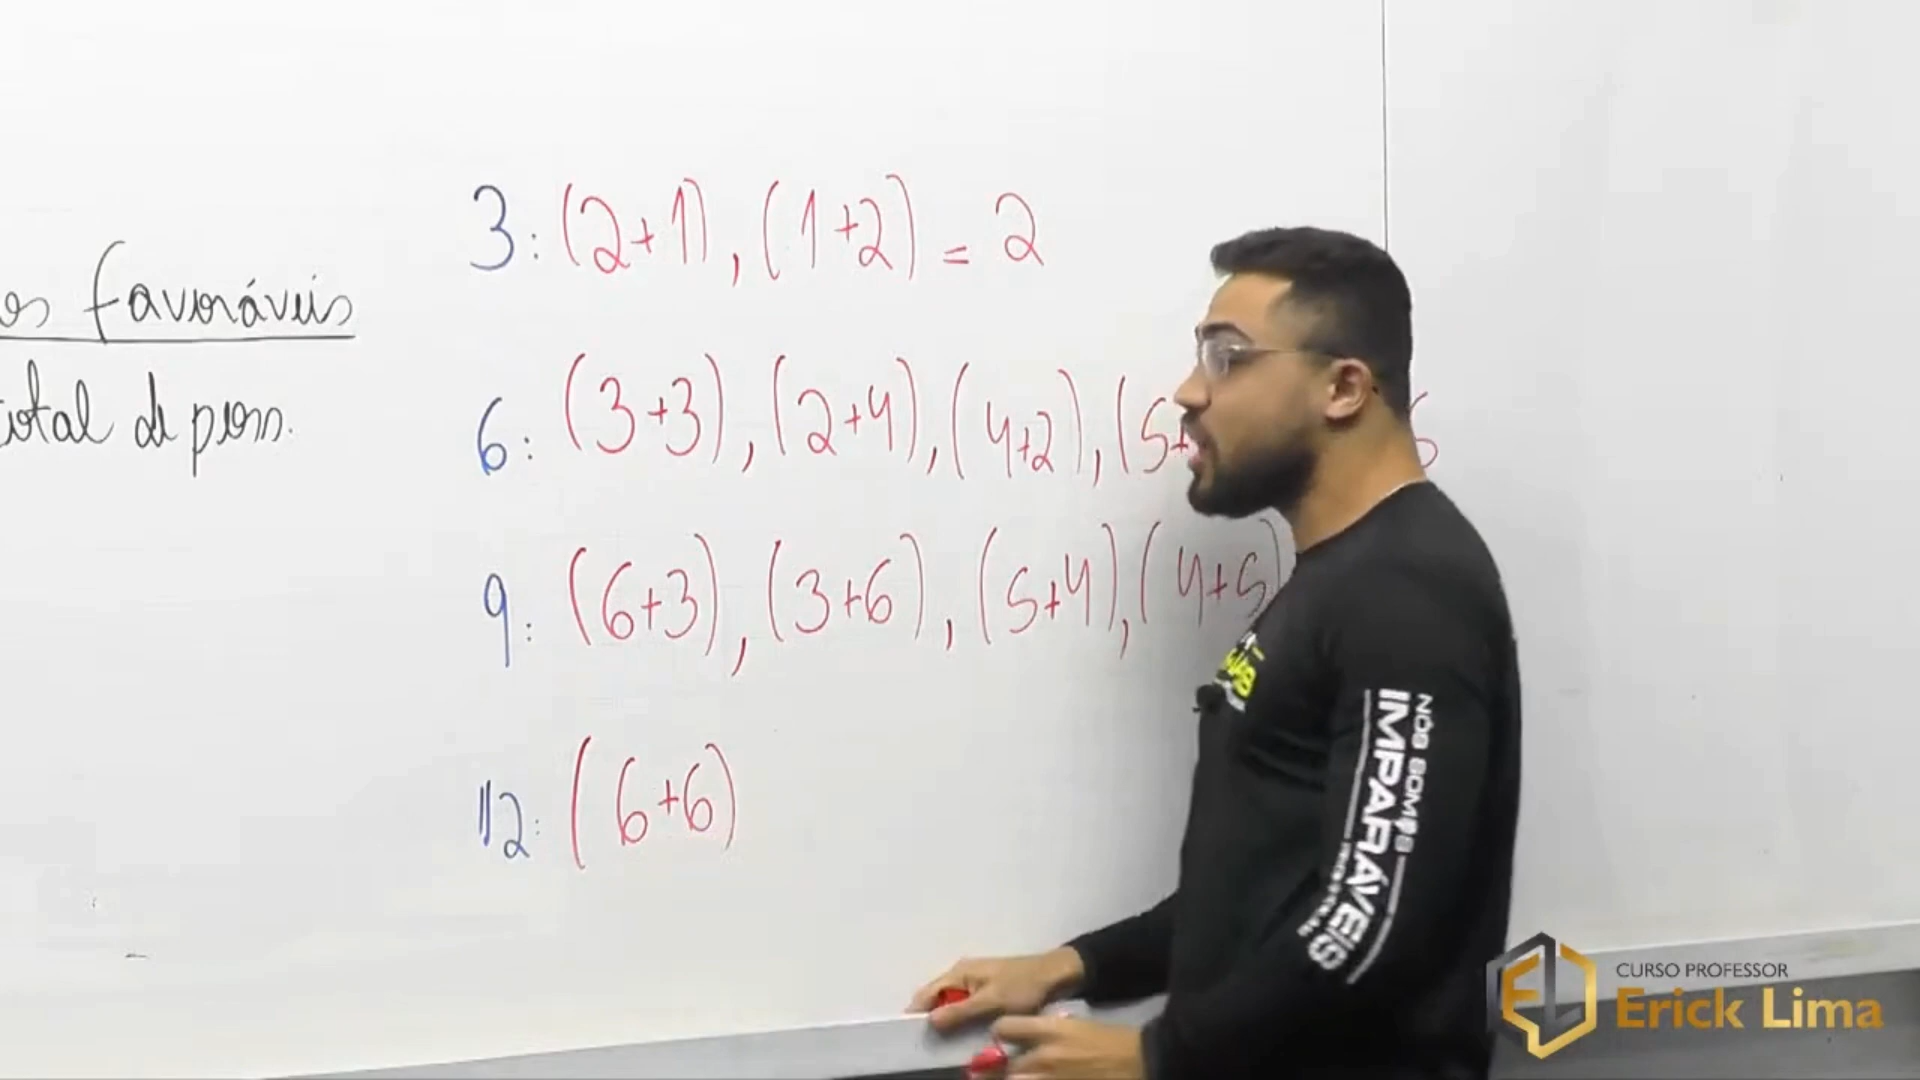 3: (2+1), (1+2) = 2
favoráveis
6: (3+3), (2+4), (4+2), (5+
total de poss.
9: (6+3), (3+6), (5+4), (4+5)
12: (6+6)
NÓS SOMOS
IMPARÁVEIS
CURSO PROFESSOR
Erick Lima